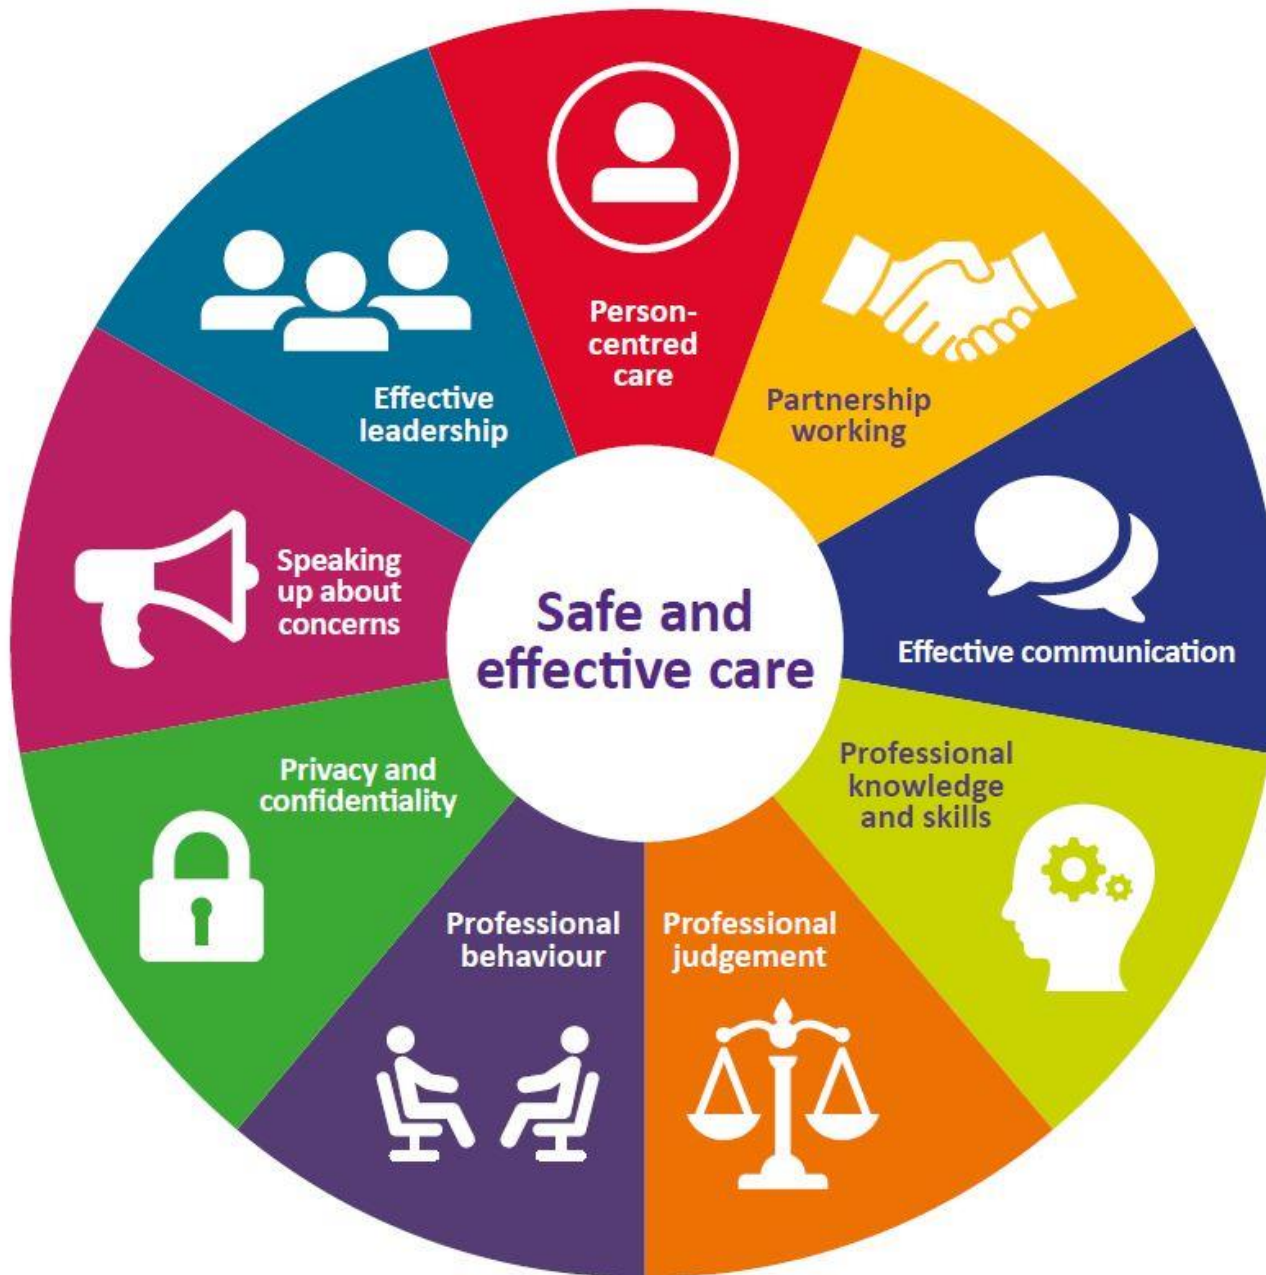 Person-
centred
care
Partnership
working
Effective communication
Professional
knowledge
and skills
Professional
judgement
Professional
behaviour
Privacy and
confidentiality
Speaking
up about
concerns
Effective
leadership
Safe and
effective care